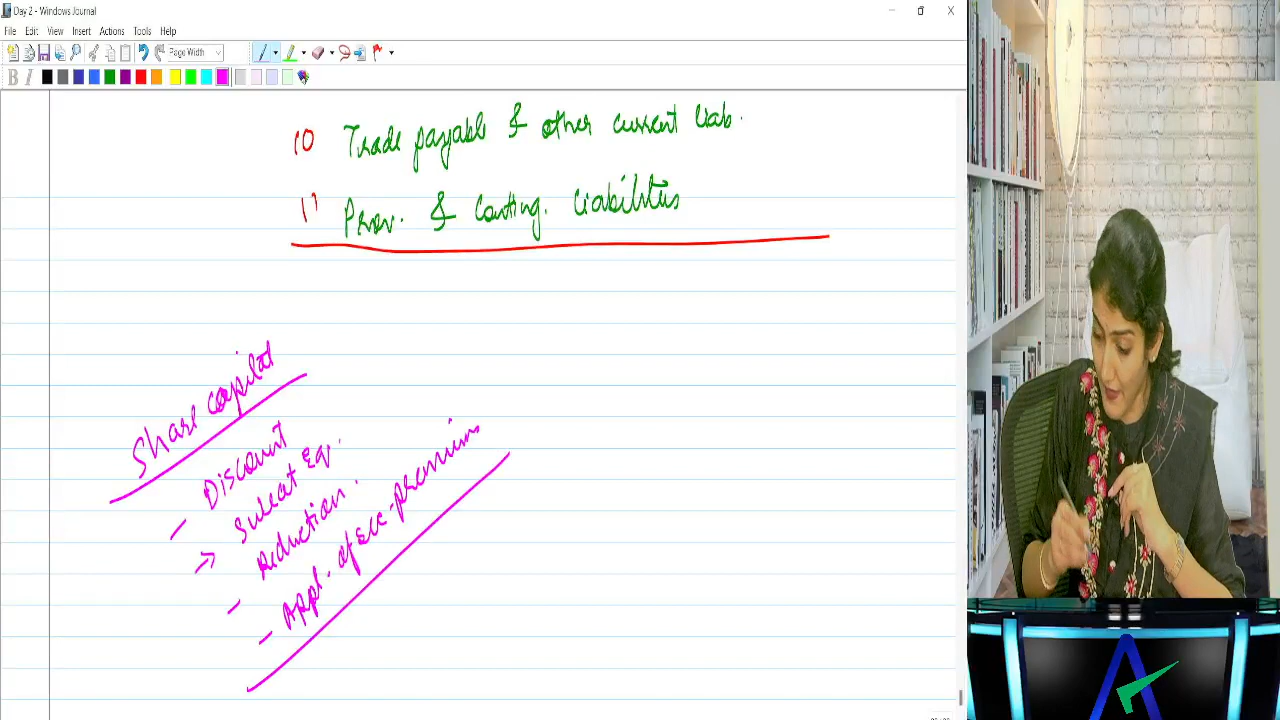 Day 2 - Windows Journal
File Edit View Insert Actions Tools Help
Page Width
B I
10 Trade payable & other current liab.
11 Prov. & Conting. liabilities
Share capital
- Discount
-> Sweat Eq.
Reduction.
- Appl. of sec. premium